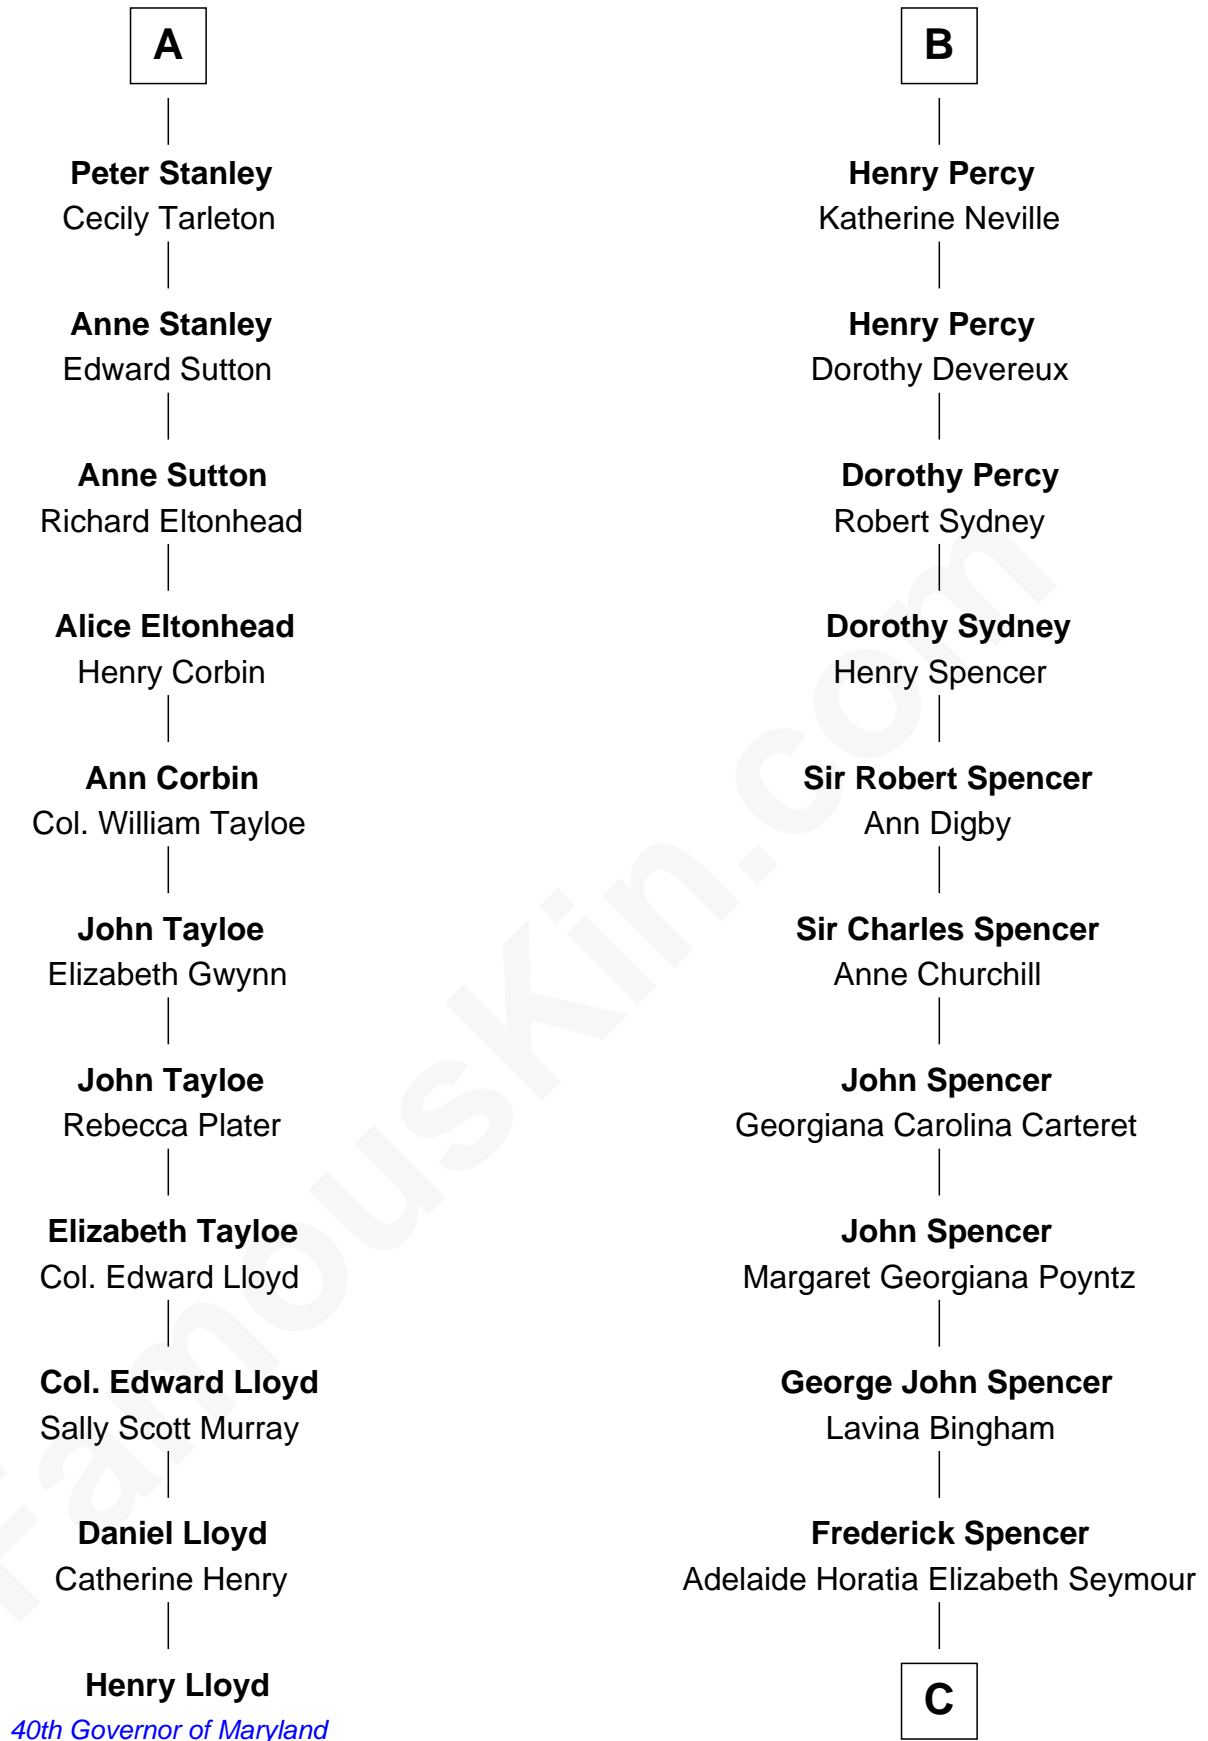 A
Peter Stanley
Cecily Tarleton
Anne Stanley
Edward Sutton
Anne Sutton
Richard Eltonhead
Alice Eltonhead
Henry Corbin
Ann Corbin
Col. William Tayloe
John Tayloe
Elizabeth Gwynn
John Tayloe
Rebecca Plater
Elizabeth Tayloe
Col. Edward Lloyd
Col. Edward Lloyd
Sally Scott Murray
Daniel Lloyd
Catherine Henry
Henry Lloyd
40th Governor of Maryland
B
Henry Percy
Katherine Neville
Henry Percy
Dorothy Devereux
Dorothy Percy
Robert Sydney
Dorothy Sydney
Henry Spencer
Sir Robert Spencer
Ann Digby
Sir Charles Spencer
Anne Churchill
John Spencer
Georgiana Carolina Carteret
John Spencer
Margaret Georgiana Poyntz
George John Spencer
Lavina Bingham
Frederick Spencer
Adelaide Horatia Elizabeth Seymour
C
FamousKin.com